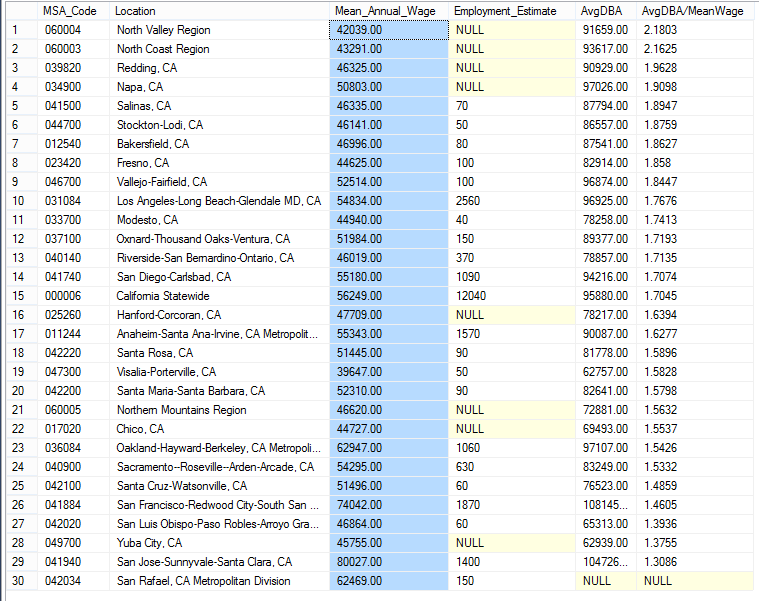 MSA_Code Location Mean_Annual_Wage Employment_Estimate AvgDBA AvgDBA/MeanWage
1 060004 North Valley Region 42039.00 NULL 91659.00 2.1803
2 060003 North Coast Region 43291.00 NULL 93617.00 2.1625
3 039820 Redding, CA 46325.00 NULL 90929.00 1.9628
4 034900 Napa, CA 50803.00 NULL 97026.00 1.9098
5 041500 Salinas, CA 46335.00 70 87794.00 1.8947
6 044700 Stockton-Lodi, CA 46141.00 50 86557.00 1.8759
7 012540 Bakersfield, CA 46996.00 80 87541.00 1.8627
8 023420 Fresno, CA 44625.00 100 82914.00 1.858
9 046700 Vallejo-Fairfield, CA 52514.00 100 96874.00 1.8447
10 031084 Los Angeles-Long Beach-Glendale MD, CA 54834.00 2560 96925.00 1.7676
11 033700 Modesto, CA 44940.00 40 78258.00 1.7413
12 037100 Oxnard-Thousand Oaks-Ventura, CA 51984.00 150 89377.00 1.7193
13 040140 Riverside-San Bernardino-Ontario, CA 46019.00 370 78857.00 1.7135
14 041740 San Diego-Carlsbad, CA 55180.00 1090 94216.00 1.7074
15 000006 California Statewide 56249.00 12040 95880.00 1.7045
16 025260 Hanford-Corcoran, CA 47709.00 NULL 78217.00 1.6394
17 011244 Anaheim-Santa Ana-Irvine, CA Metropolit... 55343.00 1570 90087.00 1.6277
18 042220 Santa Rosa, CA 51445.00 90 81778.00 1.5896
19 047300 Visalia-Porterville, CA 39647.00 50 62757.00 1.5828
20 042200 Santa Maria-Santa Barbara, CA 52310.00 90 82641.00 1.5798
21 060005 Northern Mountains Region 46620.00 NULL 72881.00 1.5632
22 017020 Chico, CA 44727.00 NULL 69493.00 1.5537
23 036084 Oakland-Hayward-Berkeley, CA Metropoli... 62947.00 1060 97107.00 1.5426
24 040900 Sacramento--Roseville--Arden-Arcade, CA 54295.00 630 83249.00 1.5332
25 042100 Santa Cruz-Watsonville, CA 51496.00 60 76523.00 1.4859
26 041884 San Francisco-Redwood City-South San ... 74042.00 1870 108145... 1.4605
27 042020 San Luis Obispo-Paso Robles-Arroyo Gra... 46864.00 60 65313.00 1.3936
28 049700 Yuba City, CA 45755.00 NULL 62939.00 1.3755
29 041940 San Jose-Sunnyvale-Santa Clara, CA 80027.00 1400 104726... 1.3086
30 042034 San Rafael, CA Metropolitan Division 62469.00 150 NULL NULL